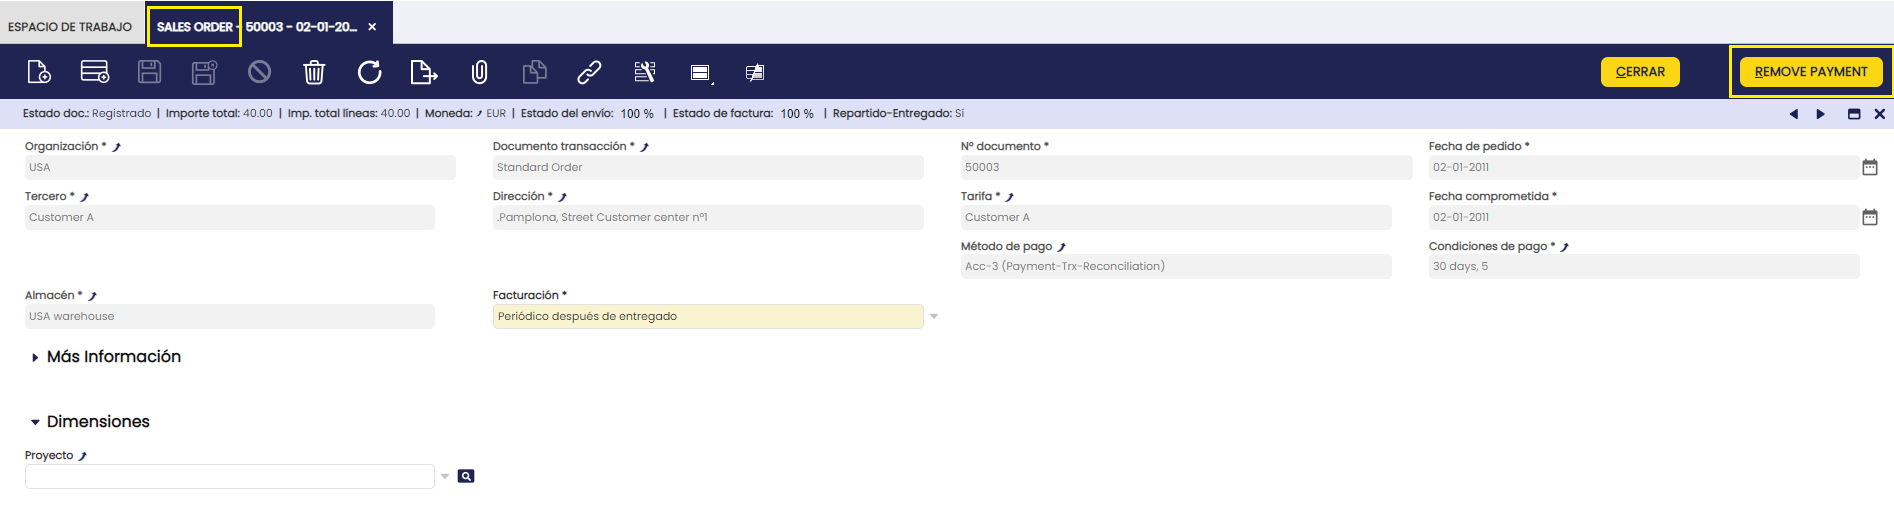 ESPACIO DE TRABAJO
SALES ORDER - 50003 - 02-01-20... ×
CERRAR
REMOVE PAYMENT
Estado doc.: Registrado | Importe total: 40.00 | Imp. total líneas: 40.00 | Moneda: EUR | Estado del envío: 100 % | Estado de factura: 100 % | Repartido-Entregado: Sí
Organización * Documento transacción * Nº documento * Fecha de pedido *
USA Standard Order 50003 02-01-2011
Tercero * Dirección * Tarifa * Fecha comprometida *
Customer A .Pamplona, Street Customer center nº1 Customer A 02-01-2011
Método de pago Condiciones de pago *
Acc-3 (Payment-Trx-Reconciliation) 30 days, 5
Almacén * Facturación *
USA warehouse Periódico después de entregado
Más Información
Dimensiones
Proyecto